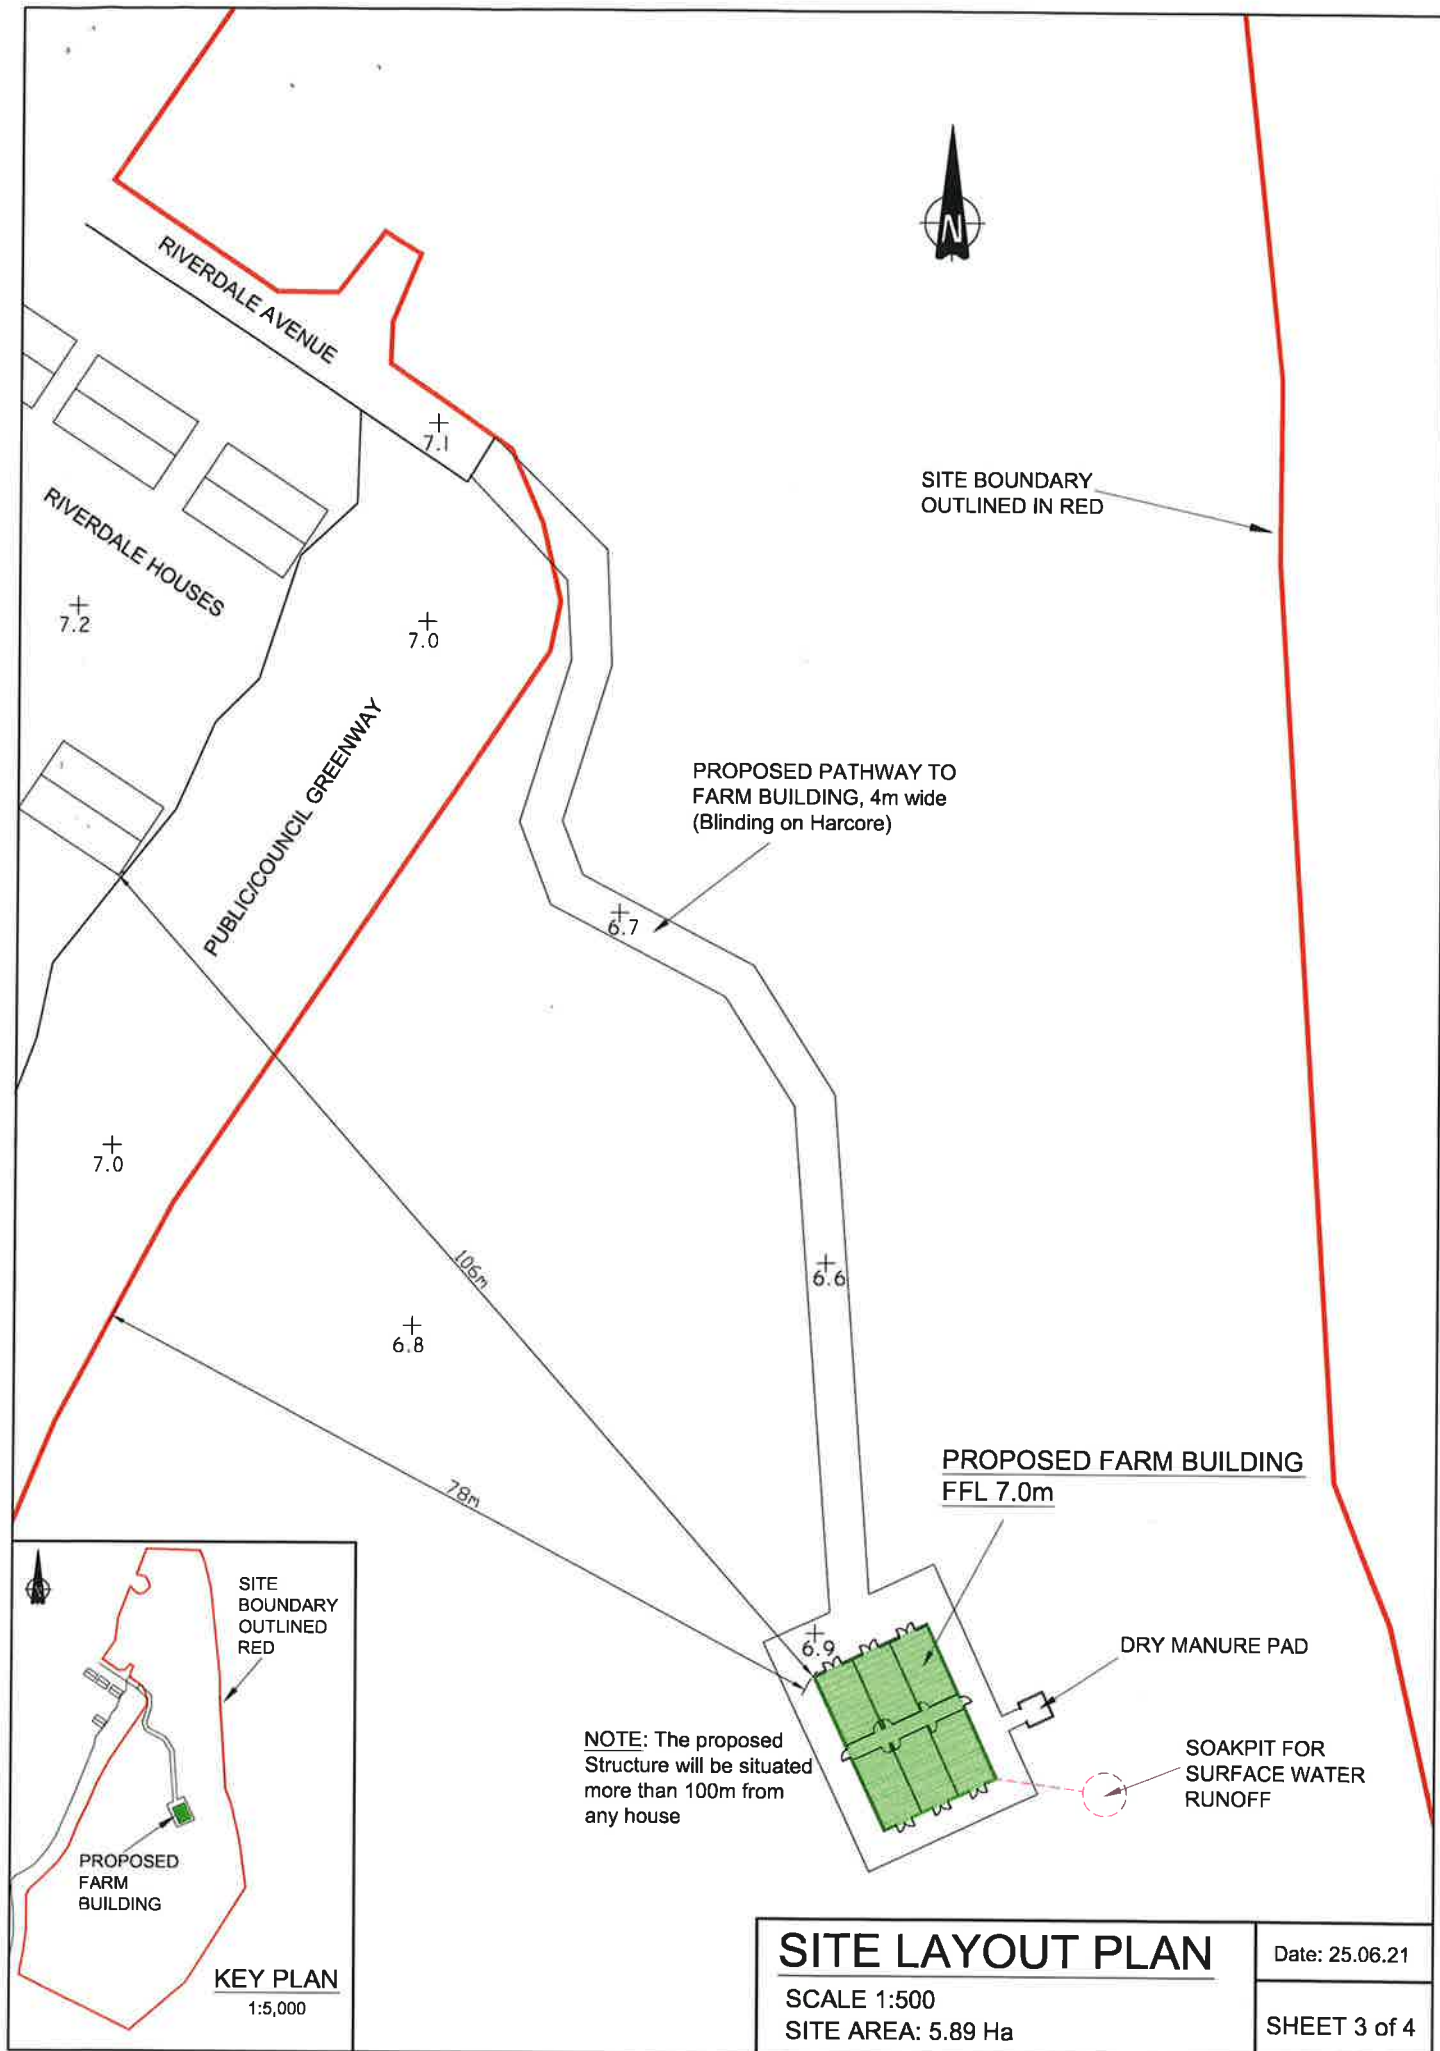 N
RIVERDALE AVENUE
7.1
SITE BOUNDARY
OUTLINED IN RED
RIVERDALE HOUSES
7.2
7.0
PUBLIC/COUNCIL GREENWAY
PROPOSED PATHWAY TO
FARM BUILDING, 4m wide
(Blinding on Harcore)
6.7
7.0
106m
6.6
6.8
78m
PROPOSED FARM BUILDING
FFL 7.0m
6.9
DRY MANURE PAD
NOTE: The proposed
Structure will be situated
more than 100m from
any house
SOAKPIT FOR
SURFACE WATER
RUNOFF
SITE
BOUNDARY
OUTLINED
RED
PROPOSED
FARM
BUILDING
KEY PLAN
1:5,000
SITE LAYOUT PLAN
SCALE 1:500
SITE AREA: 5.89 Ha
Date: 25.06.21
SHEET 3 of 4